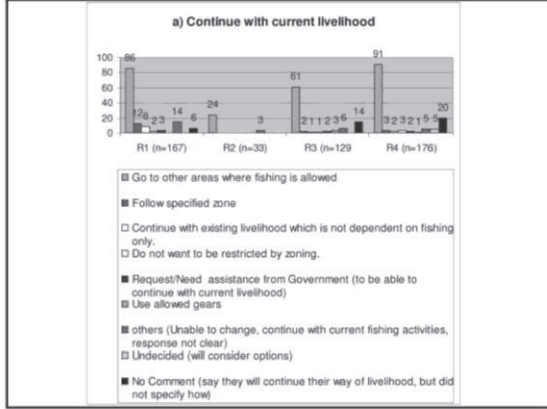 a) Continue with current livelihood
100
80
60
40
20
0
86 12 8 2 3 14 6
24 3
61 2 1 1 2 3 6 14
91 3 2 3 2 1 5 5 20
R1 (n=167) R2 (n=33) R3 (n=129 R4 (n=176)
Go to other areas where fishing is allowed
Follow specified zone
Continue with existing livelihood which is not dependent on fishing
only.
Do not want to be restricted by zoning.
Request/Need assistance from Government (to be able to
continue with current livelihood)
Use allowed gears
others (Unable to change, continue with current fishing activities,
response not clear)
Undecided (will consider options)
No Comment (say they will continue their way of livelihood, but did
not specify how)